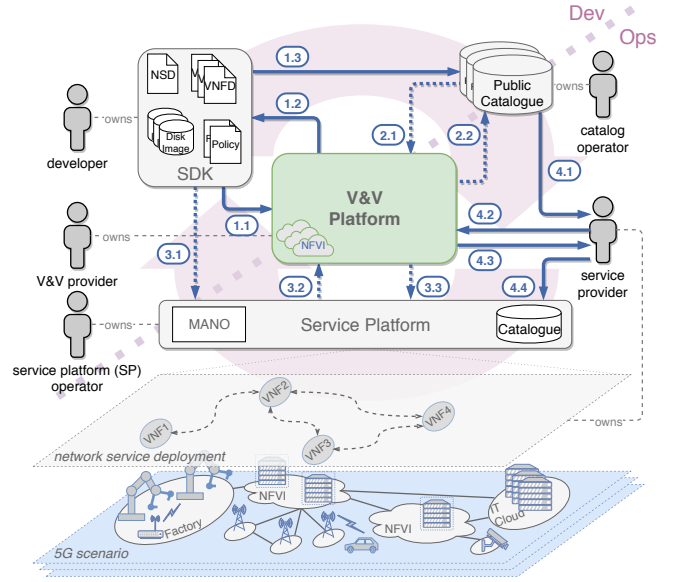 Dev
Ops
1.3
NSD
VNFD
Disk
Image
Policy
SDK
1.2
Public
Catalogue
owns
catalog
operator
owns
developer
2.1
2.2
4.1
V&V
Platform
NFVI
1.1
owns
V&V provider
3.1
4.2
4.3
service
provider
3.2
3.3
4.4
owns
service platform (SP)
operator
MANO
Service Platform
Catalogue
VNF1
VNF2
VNF3
VNF4
owns
network service deployment
Factory
NFVI
NFVI
IT
Cloud
5G scenario